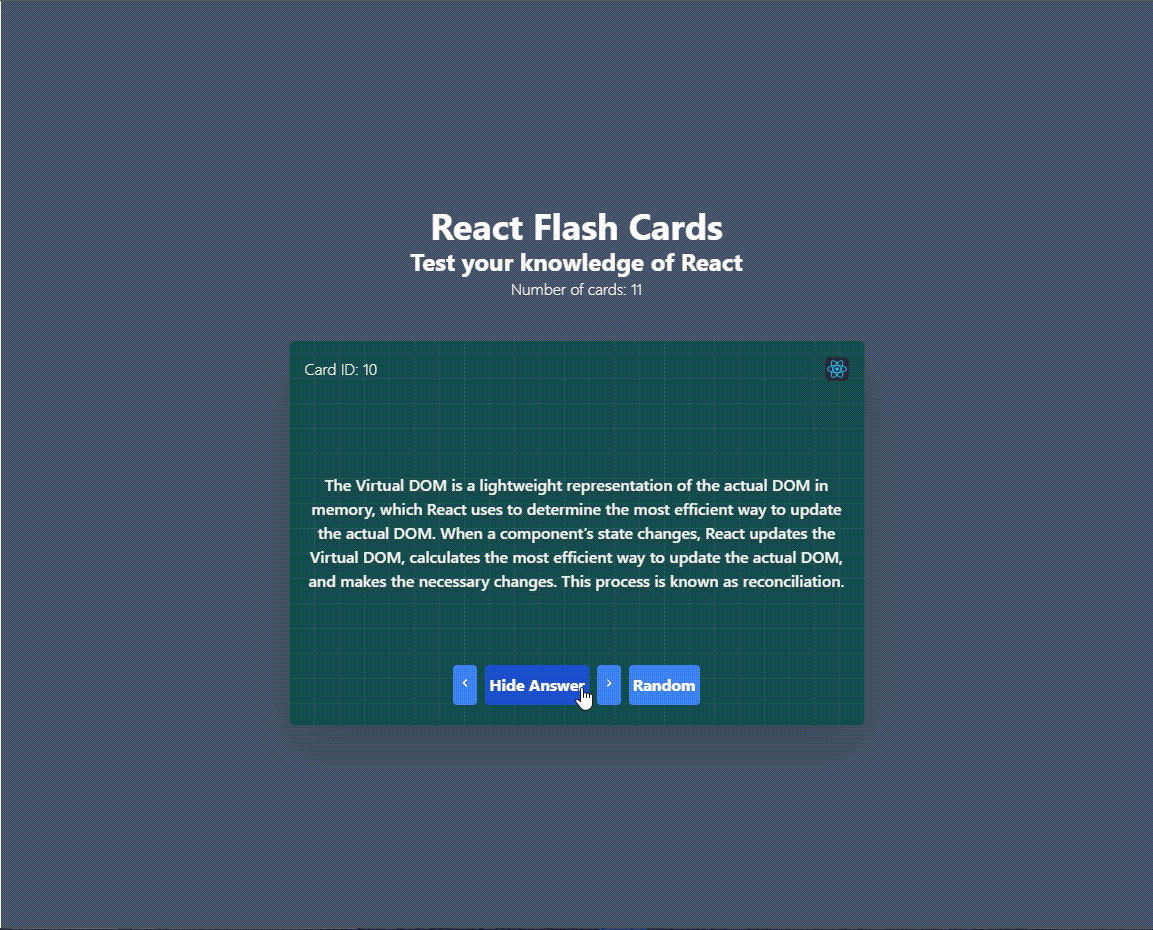 React Flash Cards
Test your knowledge of React
Number of cards: 11
Card ID: 10
The Virtual DOM is a lightweight representation of the actual DOM in
memory, which React uses to determine the most efficient way to update
the actual DOM. When a component's state changes, React updates the
Virtual DOM, calculates the most efficient way to update the actual DOM,
and makes the necessary changes. This process is known as reconciliation.
< Hide Answer > Random